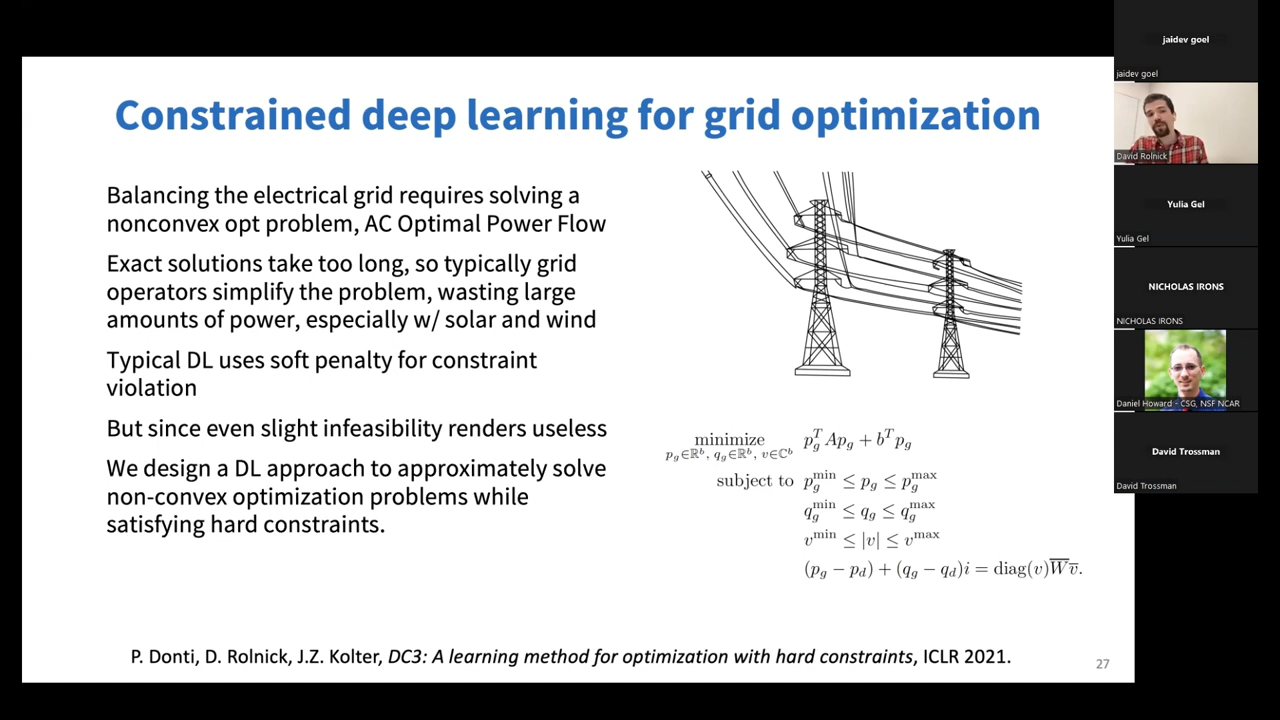 Constrained deep learning for grid optimization
Balancing the electrical grid requires solving a
nonconvex opt problem, AC Optimal Power Flow
Exact solutions take too long, so typically grid
operators simplify the problem, wasting large
amounts of power, especially w/ solar and wind
Typical DL uses soft penalty for constraint
violation
But since even slight infeasibility renders useless
We design a DL approach to approximately solve
non-convex optimization problems while
satisfying hard constraints.
minimize p_g^T A p_g + b^T p_g
p_g∈ℝ^b, q_g∈ℝ^b, v∈ℂ^b
subject to p_g^min ≤ p_g ≤ p_g^max
q_g^min ≤ q_g ≤ q_g^max
v^min ≤ |v| ≤ v^max
(p_g − p_d) + (q_g − q_d)i = diag(v)W̅v̅.
P. Donti, D. Rolnick, J.Z. Kolter, DC3: A learning method for optimization with hard constraints, ICLR 2021.
27
jaidev goel
jaidev goel
David Rolnick
Yulia Gel
Yulia Gel
NICHOLAS IRONS
NICHOLAS IRONS
Daniel Howard - CSG, NSF NCAR
David Trossman
David Trossman